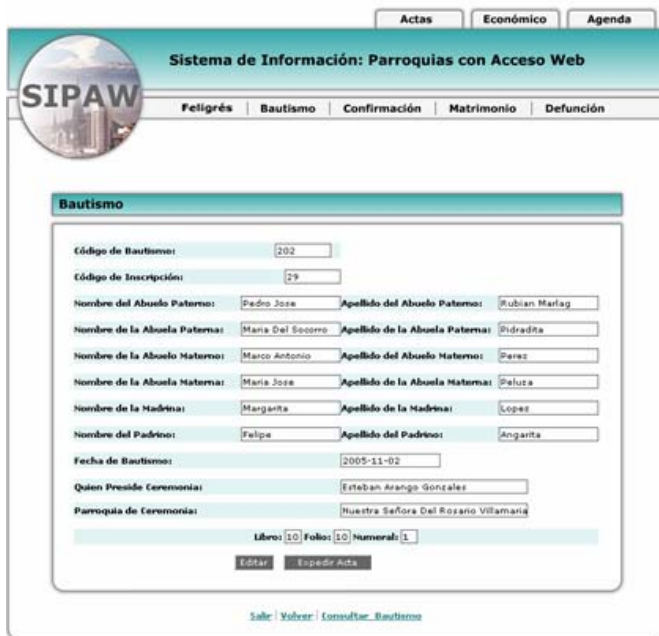 Actas Económico Agenda
Sistema de Información: Parroquias con Acceso Web
SIPAW
Feligrés | Bautismo | Confirmación | Matrimonio | Defunción
Bautismo
Código de Bautismo: 202
Código de Inscripción: 29
Nombre del Abuelo Paterno: Pedro Jose Apellido del Abuelo Paterno: Rubian Marlag
Nombre de la Abuela Paterna: Maria Del Socorro Apellido de la Abuela Paterna: Pidradita
Nombre de la Abuelo Materno: Marco Antonio Apellido del Abuelo Materno: Perez
Nombre de la Abuela Materna: Maria Jose Apellido de la Abuela Materna: Peluza
Nombre de la Madrina: Margarita Apellido de la Madrina: Lopes
Nombre del Padrino: Felipe Apellido del Padrino: Angarita
Fecha de Bautismo: 2005-11-02
Quien Preside Ceremonia: Esteban Arango Gonzales
Parroquia de Ceremonia: Nuestra Señora Del Rosario Villamaria
Libro: 10 Folio: 10 Numeral: 1
Editar Expedir Acta
Salir | Volver | Consultar Bautismo